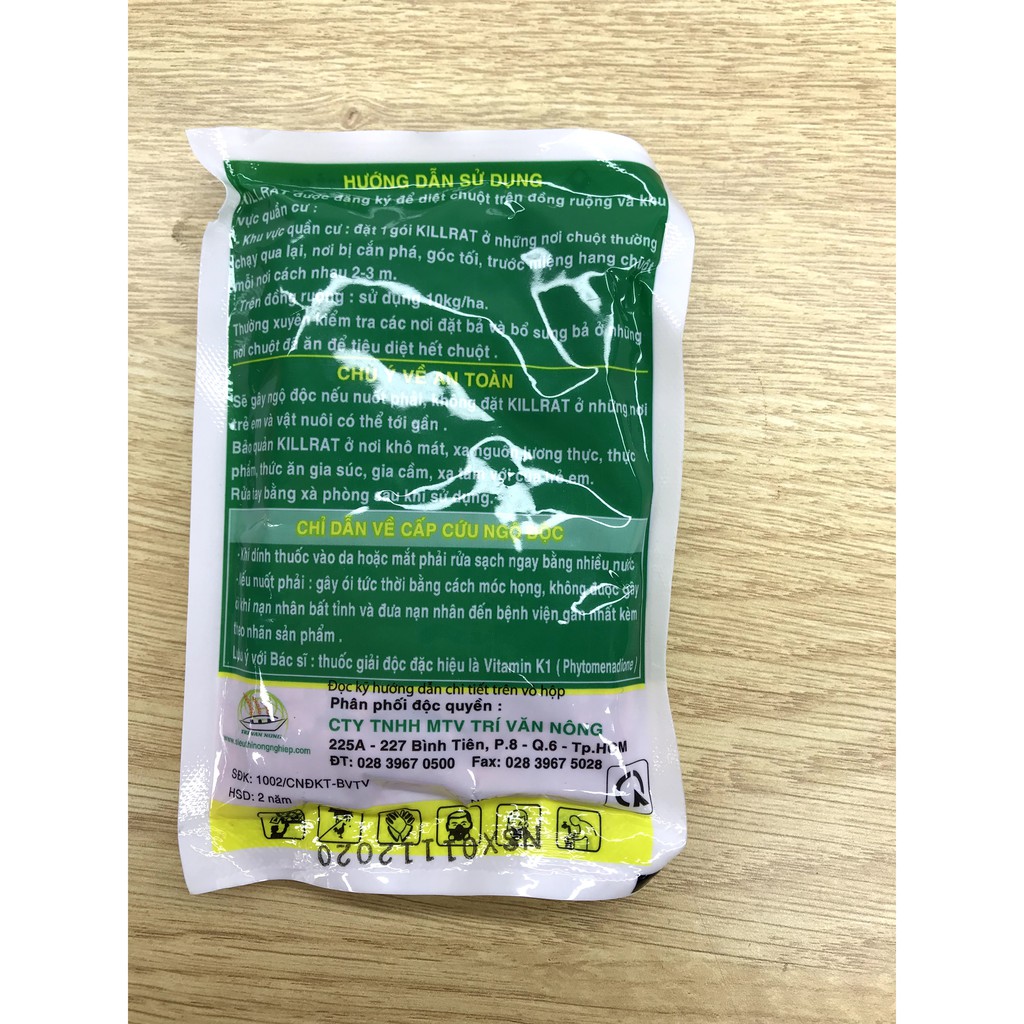 HƯỚNG DẪN SỬ DỤNG
KILLRAT được đăng ký để diệt chuột trên đồng ruộng và khu
vực quần cư :
- Khu vực quần cư : đặt 1 gói KILLRAT ở những nơi chuột thường
chạy qua lại, nơi bị cắn phá, góc tối, trước miệng hang chuột
mỗi nơi cách nhau 2-3 m.
- Trên đồng ruộng : sử dụng 10kg/ha.
Thường xuyên kiểm tra các nơi đặt bả và bổ sung bả ở những
nơi chuột đã ăn để tiêu diệt hết chuột .
CHÚ Ý VỀ AN TOÀN
Sẽ gây ngộ độc nếu nuốt phải, không đặt KILLRAT ở những nơi
trẻ em và vật nuôi có thể tới gần .
Bảo quản KILLRAT ở nơi khô mát, xa nguồn lương thực, thực
phẩm, thức ăn gia súc, gia cầm, xa tầm với của trẻ em.
Rửa tay bằng xà phòng sau khi sử dụng.
CHỈ DẪN VỀ CẤP CỨU NGỘ ĐỘC
- Khi dính thuốc vào da hoặc mắt phải rửa sạch ngay bằng nhiều nước
- Nếu nuốt phải : gây ói tức thời bằng cách móc họng, không được gây
ói khi nạn nhân bất tỉnh và đưa nạn nhân đến bệnh viện gần nhất kèm
theo nhãn sản phẩm .
Lưu ý với Bác sĩ : thuốc giải độc đặc hiệu là Vitamin K1 ( Phytomenadione )
Đọc kỹ hướng dẫn chi tiết trên vỏ hộp
Phân phối độc quyền :
CTY TNHH MTV TRÍ VĂN NÔNG
225A - 227 Bình Tiên, P.8 - Q.6 - Tp.HCM
ĐT: 028 3967 0500 Fax: 028 3967 5028
TRI VAN NONG
www.sieuthinongnghiep.com
SĐK: 1002/CNĐKT-BVTV
HSD: 2 năm
NSX01112020